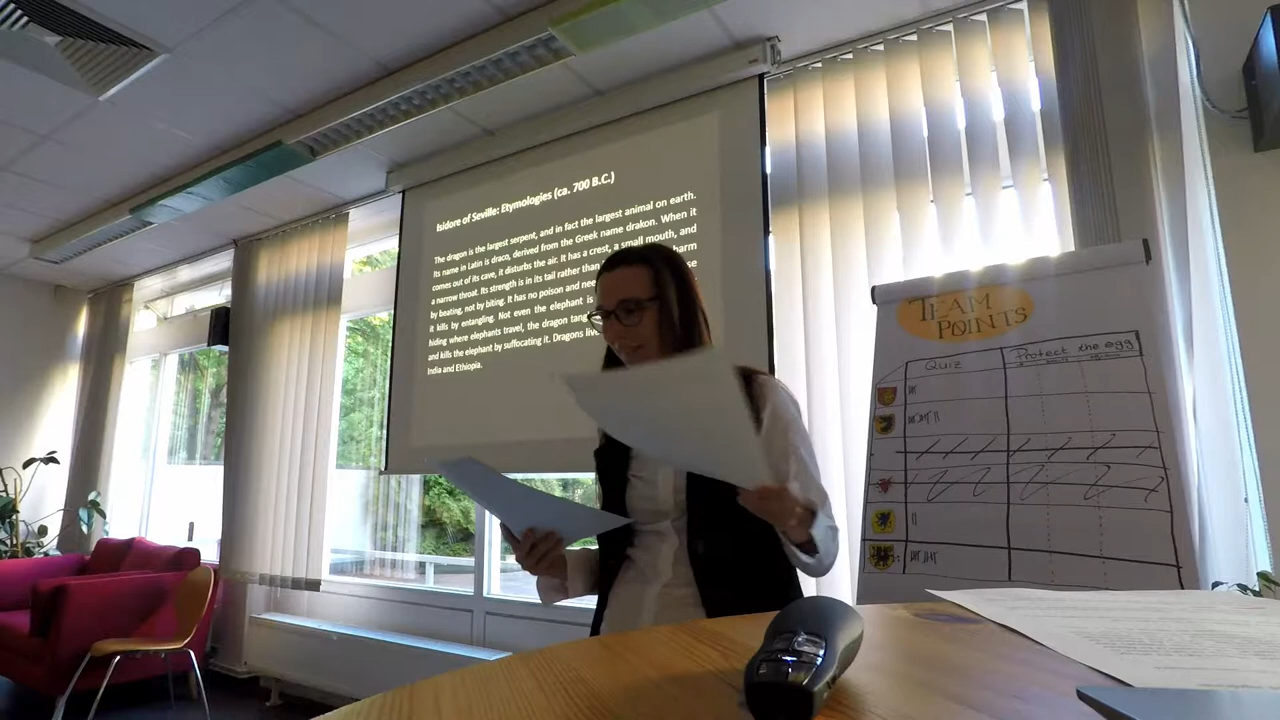 Isidore of Seville: Etymologies (ca. 700 B.C.)
The dragon is the largest serpent, and in fact the largest animal on earth.
Its name in Latin is draco, derived from the Greek name drakon. When it
comes out of its cave, it disturbs the air. It has a crest, a small mouth, and
a narrow throat. Its strength is in its tail rather than harm
by beating, not by biting. It has no poison and
it kills by entangling. Not even the elephant is
hiding where elephants travel, the dragon
and kills the elephant by suffocating it. Dragons
India and Ethiopia.
TEAM
POINTS
Quiz Protect the egg